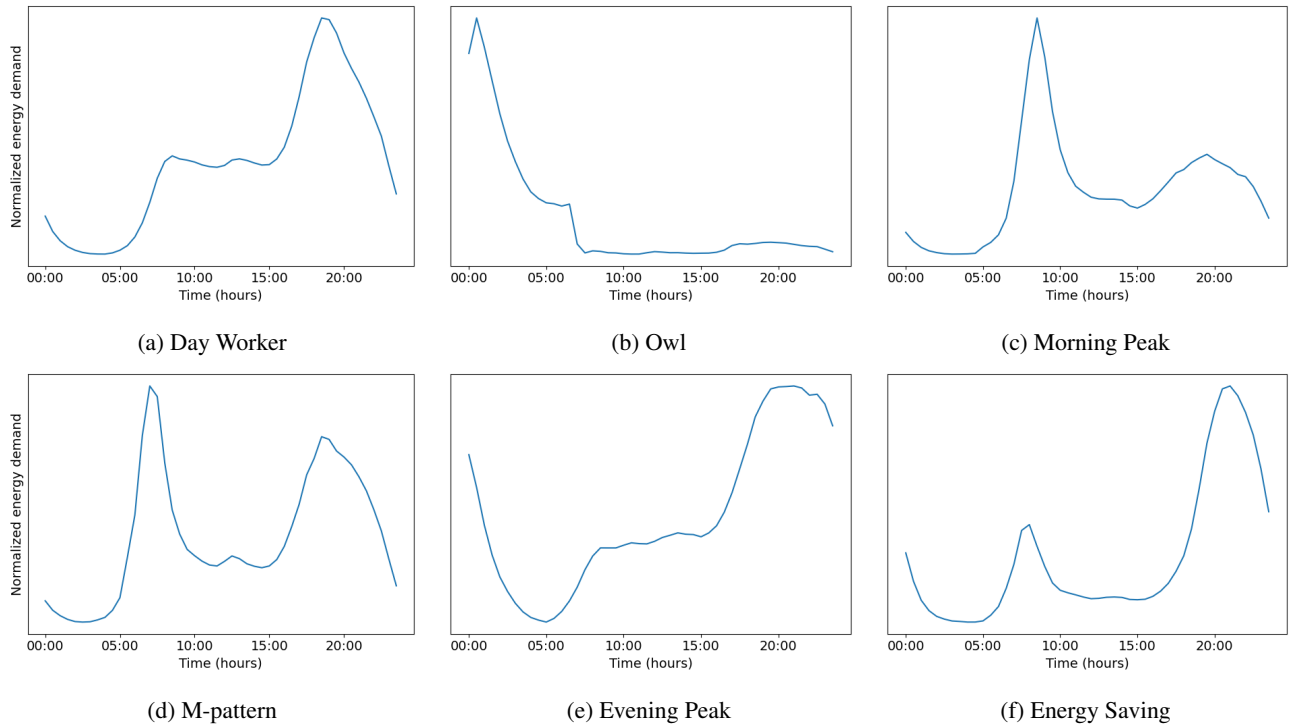 Normalized energy demand
00:00 05:00 10:00 15:00 20:00
Time (hours)
(a) Day Worker
00:00 05:00 10:00 15:00 20:00
Time (hours)
(b) Owl
00:00 05:00 10:00 15:00 20:00
Time (hours)
(c) Morning Peak
Normalized energy demand
00:00 05:00 10:00 15:00 20:00
Time (hours)
(d) M-pattern
00:00 05:00 10:00 15:00 20:00
Time (hours)
(e) Evening Peak
00:00 05:00 10:00 15:00 20:00
Time (hours)
(f) Energy Saving